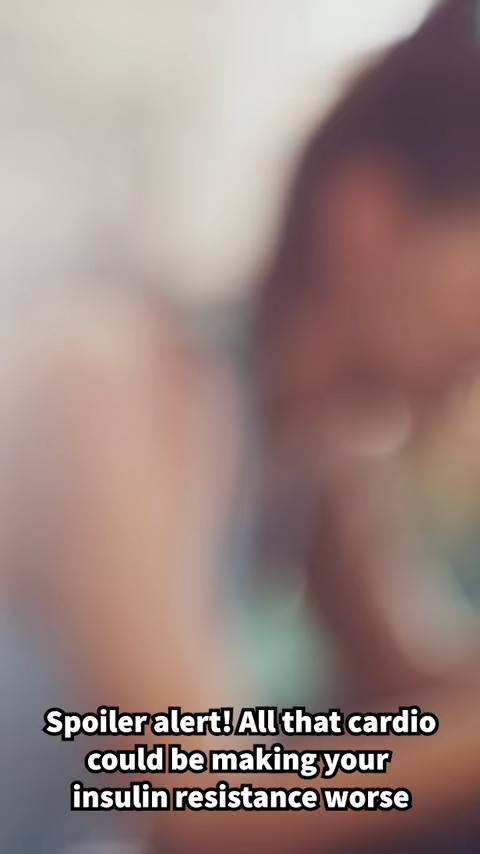 Spoiler alert! All that cardio
could be making your
insulin resistance worse